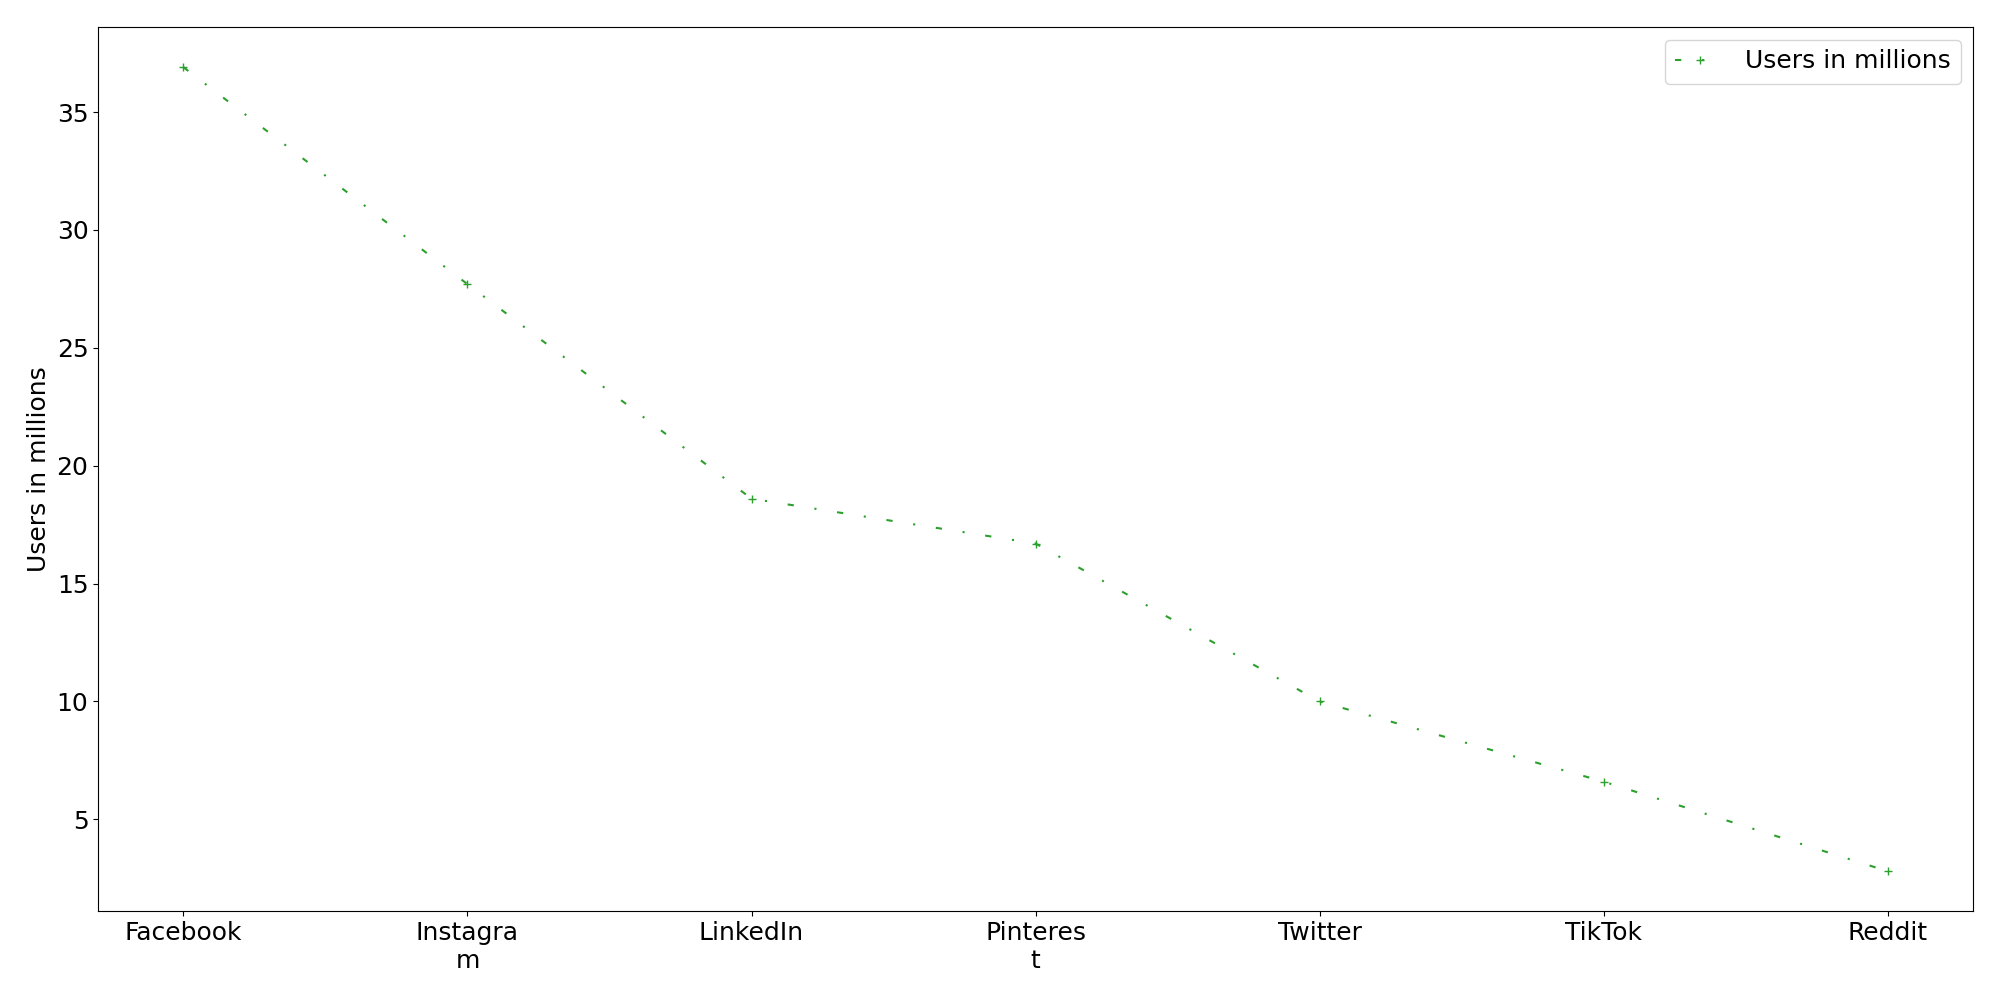 Users in millions
35
30
25
20
15
10
5
Users in millions
Facebook
Instagra
m
LinkedIn
Pinteres
t
Twitter
TikTok
Reddit